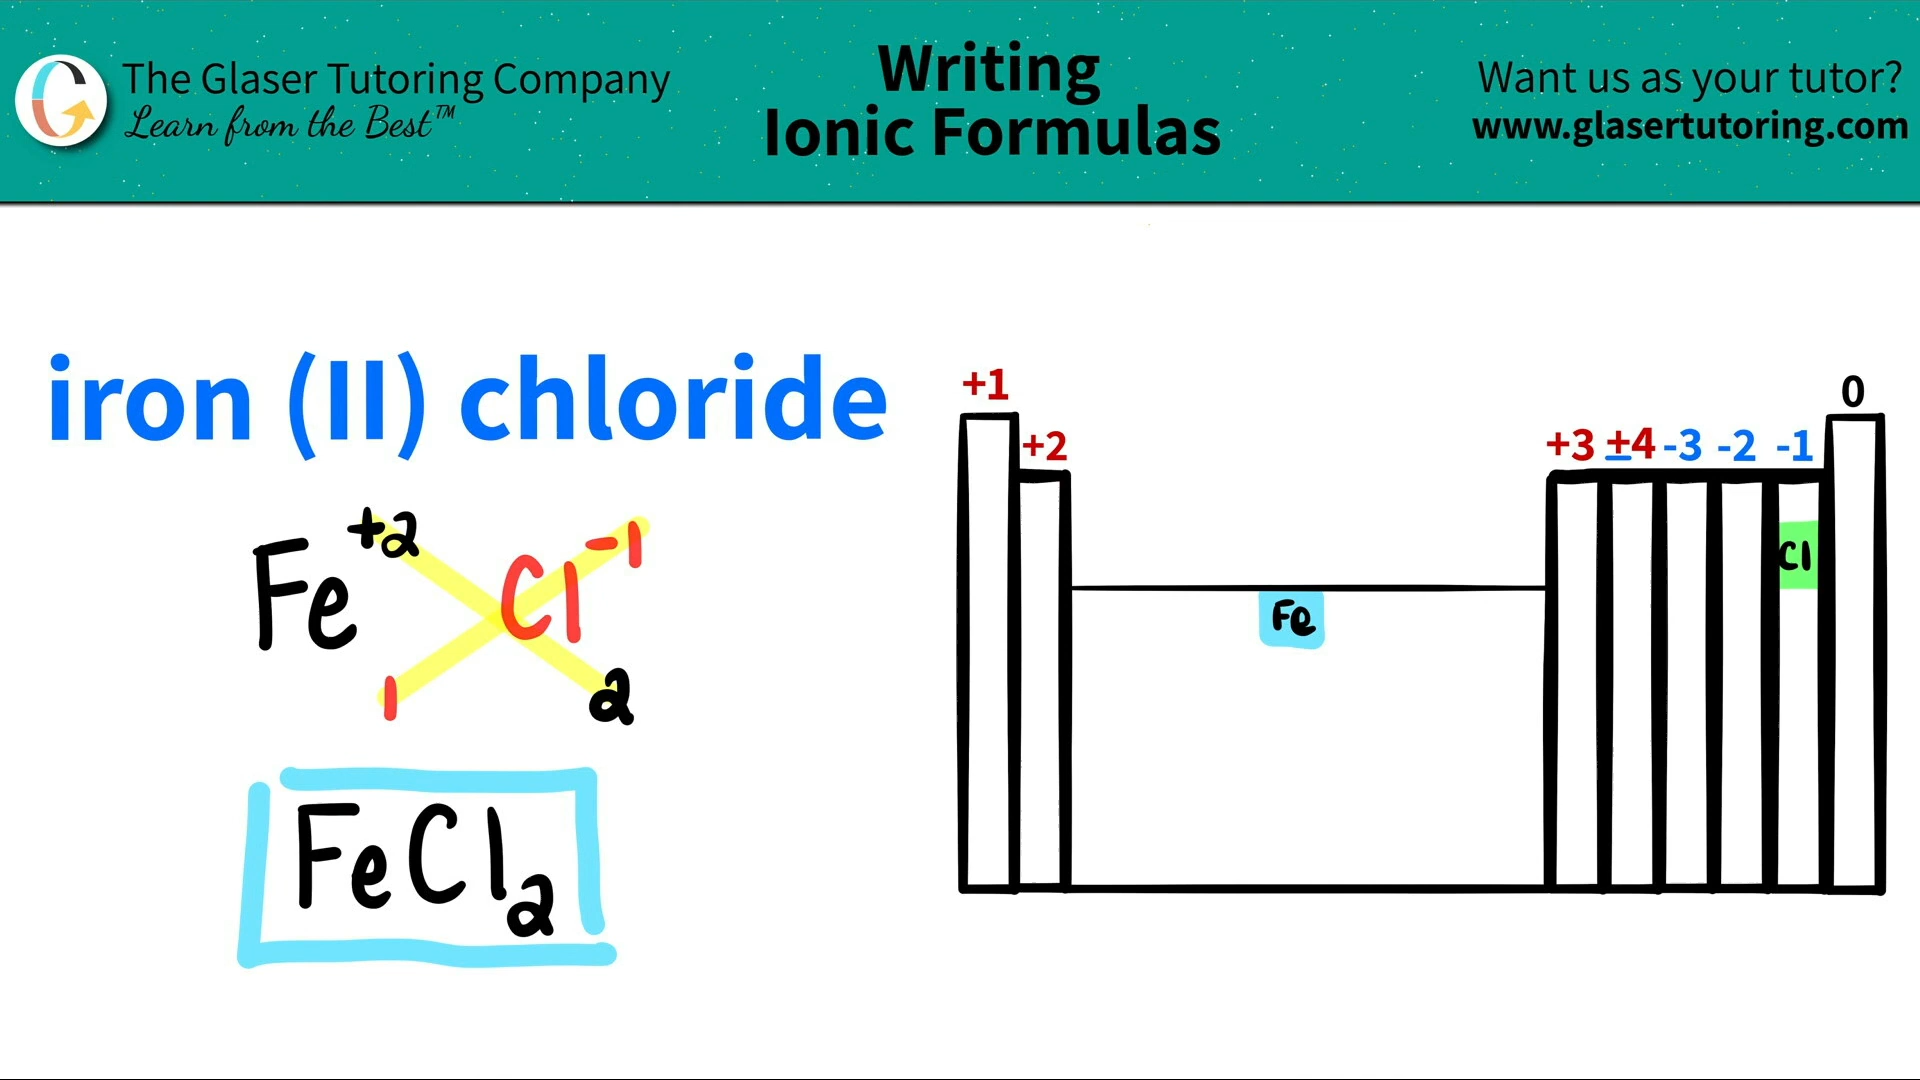 The Glaser Tutoring Company
Learn from the Best™
Writing
Ionic Formulas
Want us as your tutor?
www.glasertutoring.com
iron (II) chloride
Fe⁺² Cl⁻¹
1 2
FeCl₂
+1 0
+2 +3 ±4 -3 -2 -1
Cl
Fe